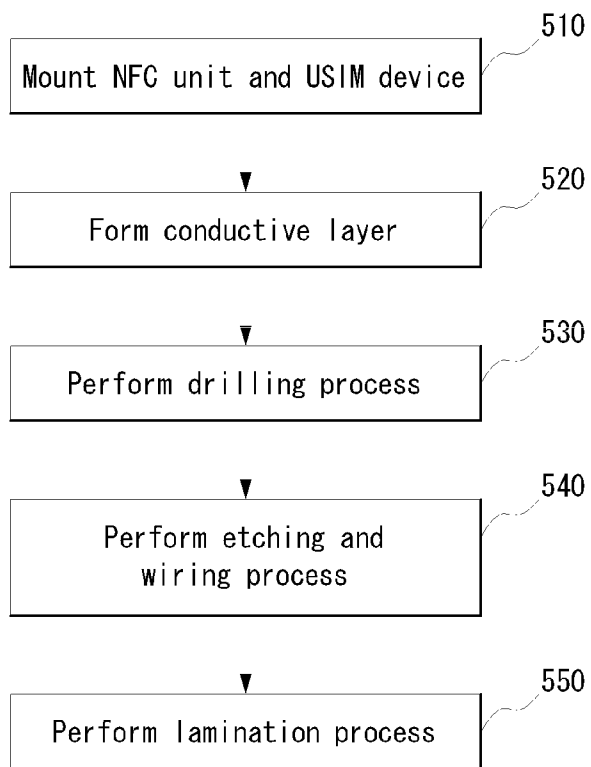 510
Mount NFC unit and USIM device
520
Form conductive layer
530
Perform drilling process
540
Perform etching and
wiring process
550
Perform lamination process